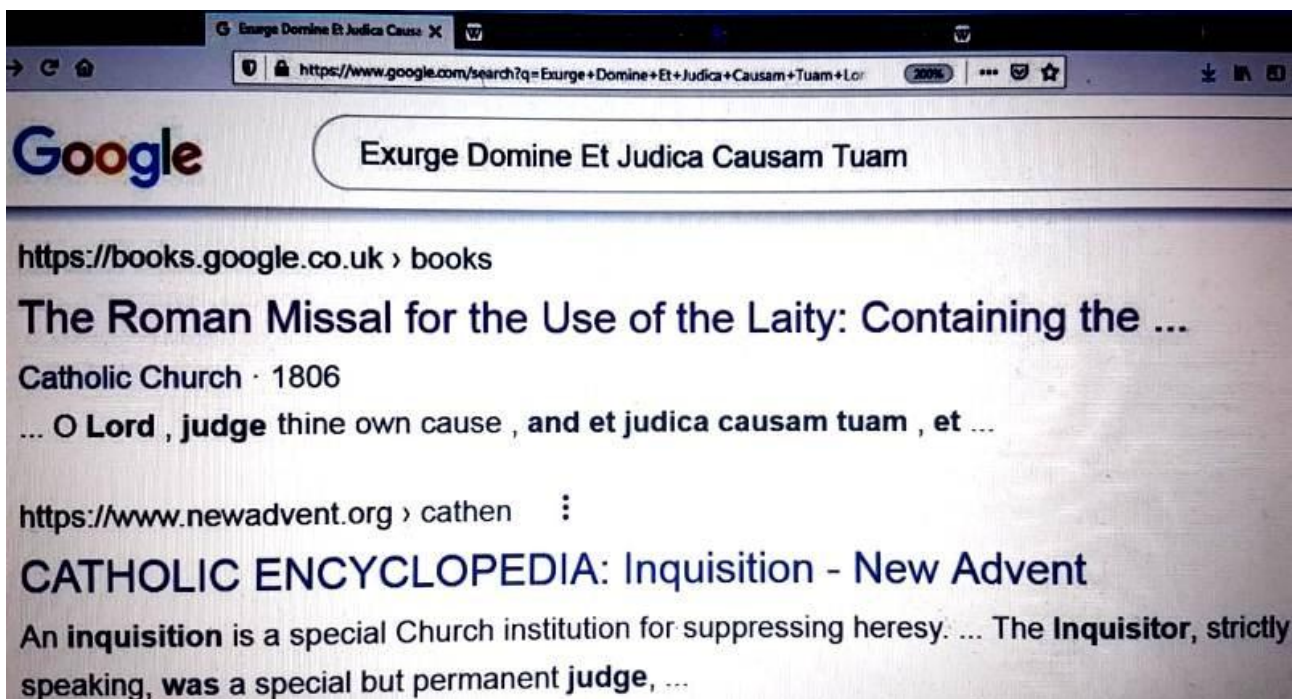 G Exurge Domine Et Judica Causa X
https://www.google.com/search?q=Exurge+Domine+Et+Judica+Causam+Tuam+Lor 200%
Google Exurge Domine Et Judica Causam Tuam
https://books.google.co.uk › books
The Roman Missal for the Use of the Laity: Containing the ...
Catholic Church · 1806
... O Lord , judge thine own cause , and et judica causam tuam , et ...
https://www.newadvent.org › cathen
CATHOLIC ENCYCLOPEDIA: Inquisition - New Advent
An inquisition is a special Church institution for suppressing heresy. ... The Inquisitor, strictly
speaking, was a special but permanent judge, ...